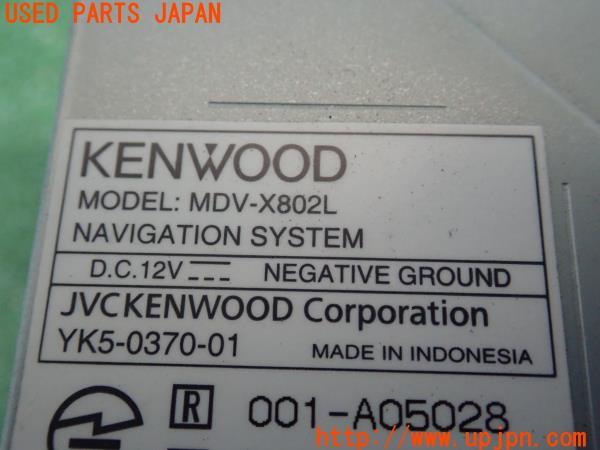 USED PARTS JAPAN
KENWOOD
MODEL: MDV-X802L
NAVIGATION SYSTEM
D.C.12V NEGATIVE GROUND
JVCKENWOOD Corporation
YK5-0370-01 MADE IN INDONESIA
R 001-A05028
http://www.upjpn.com